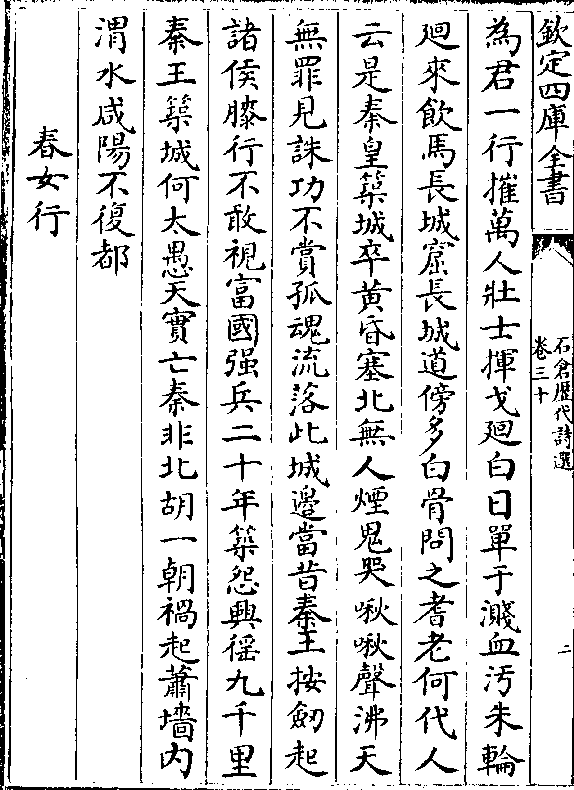 欽定四庫全書
石倉歷代詩選
卷三十
二
為君一行摧萬人壯士揮戈廻白日單于濺血汚朱輪
廻來飲馬長城窟長城道傍多白骨問之耆老何代人
云是秦皇築城卒黃昏塞北無人煙鬼哭啾啾聲沸天
無罪見誅功不賞孤魂流落此城邉當昔秦王按劒起
諸侯膝行不敢視富國强兵二十年築怨興徭九千里
秦王築城何太愚天實亡秦非北胡一朝禍起蕭墻内
渭水咸陽不復都
春女行